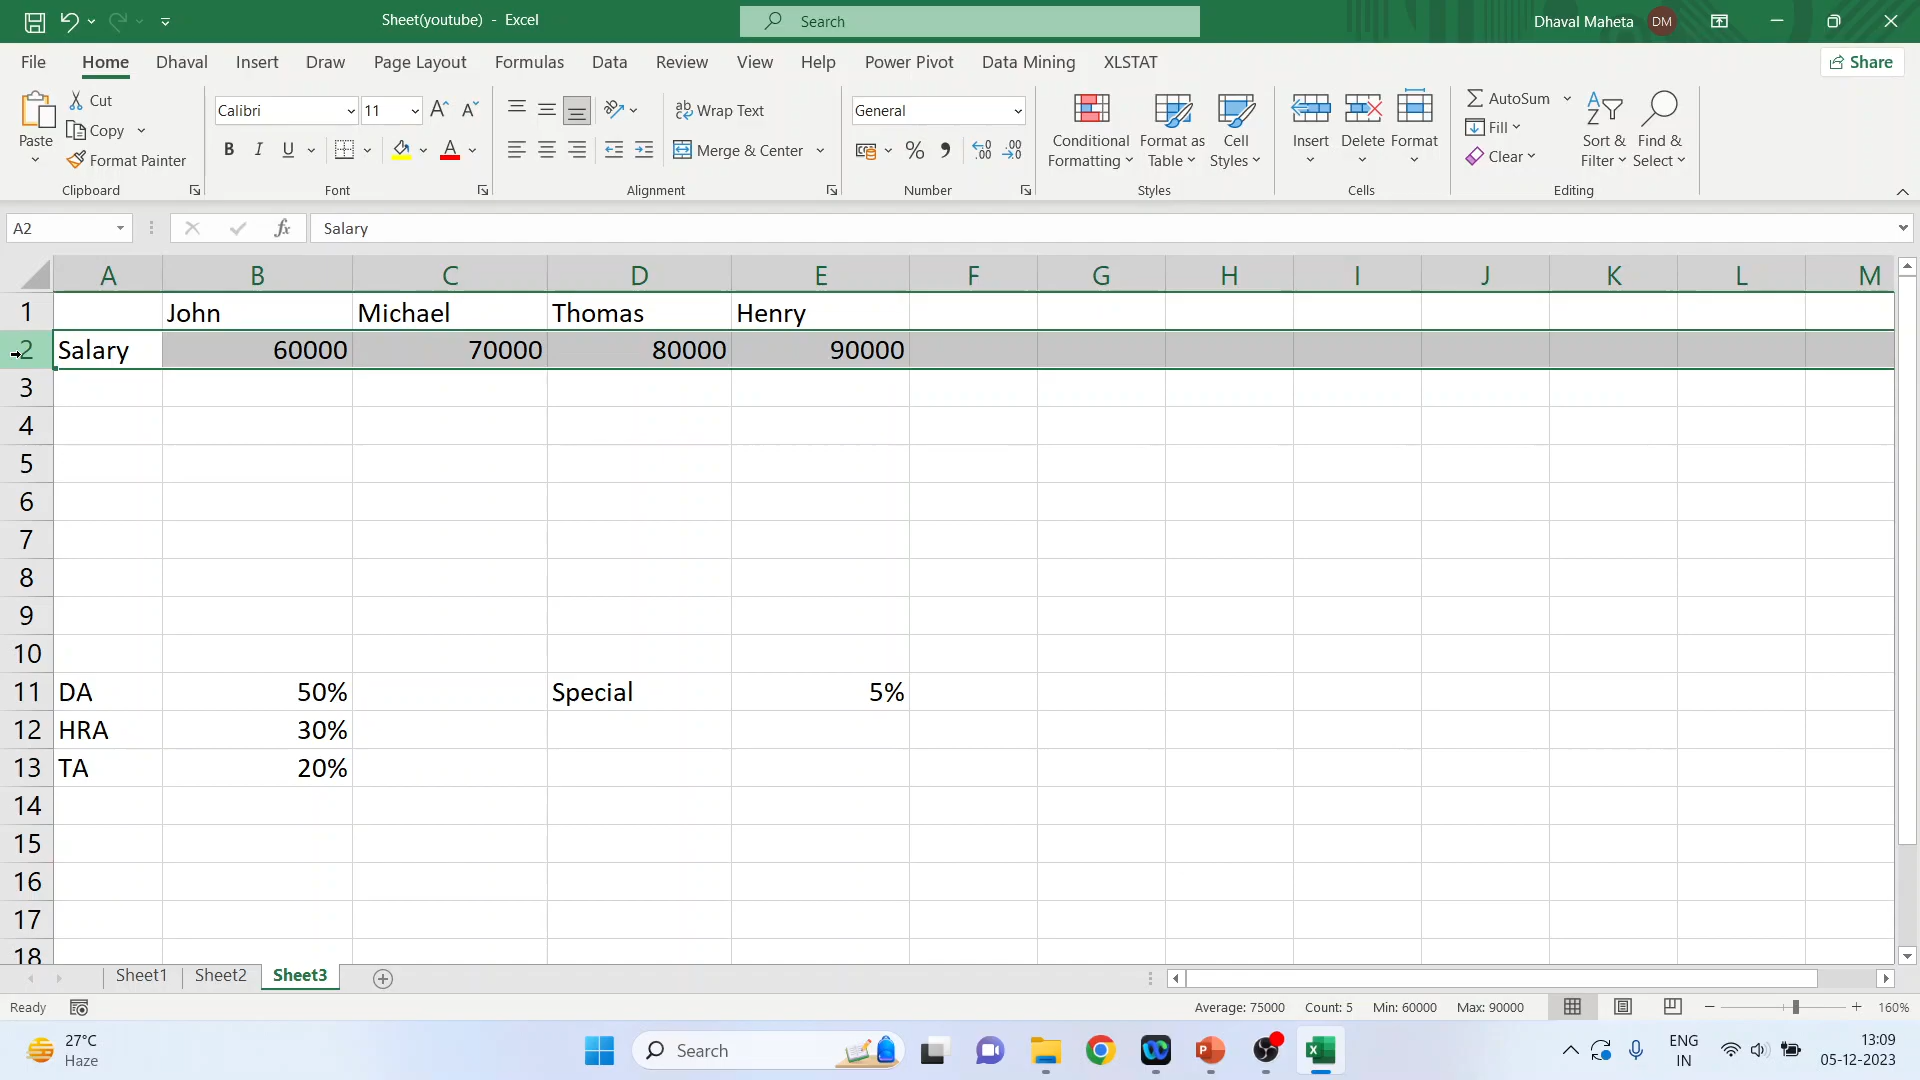 Sheet(youtube) - Excel
Search
Dhaval Maheta DM
File Home Dhaval Insert Draw Page Layout Formulas Data Review View Help Power Pivot Data Mining XLSTAT Share
Paste Cut Copy Format Painter Clipboard
Calibri 11 B I U A Font
ab Wrap Text Merge & Center Alignment
General % Number
Conditional Formatting Format as Table Cell Styles Styles
Insert Delete Format Cells
AutoSum Fill Clear Sort & Filter Find & Select Editing
A2 fx Salary
A B C D E F G H I J K L M
1 John Michael Thomas Henry
2 Salary 60000 70000 80000 90000
3
4
5
6
7
8
9
10
11 DA 50% Special 5%
12 HRA 30%
13 TA 20%
14
15
16
17
18
Sheet1 Sheet2 Sheet3
Ready Average: 75000 Count: 5 Min: 60000 Max: 90000 160%
27°C
Haze
Search
ENG
IN
13:09
05-12-2023